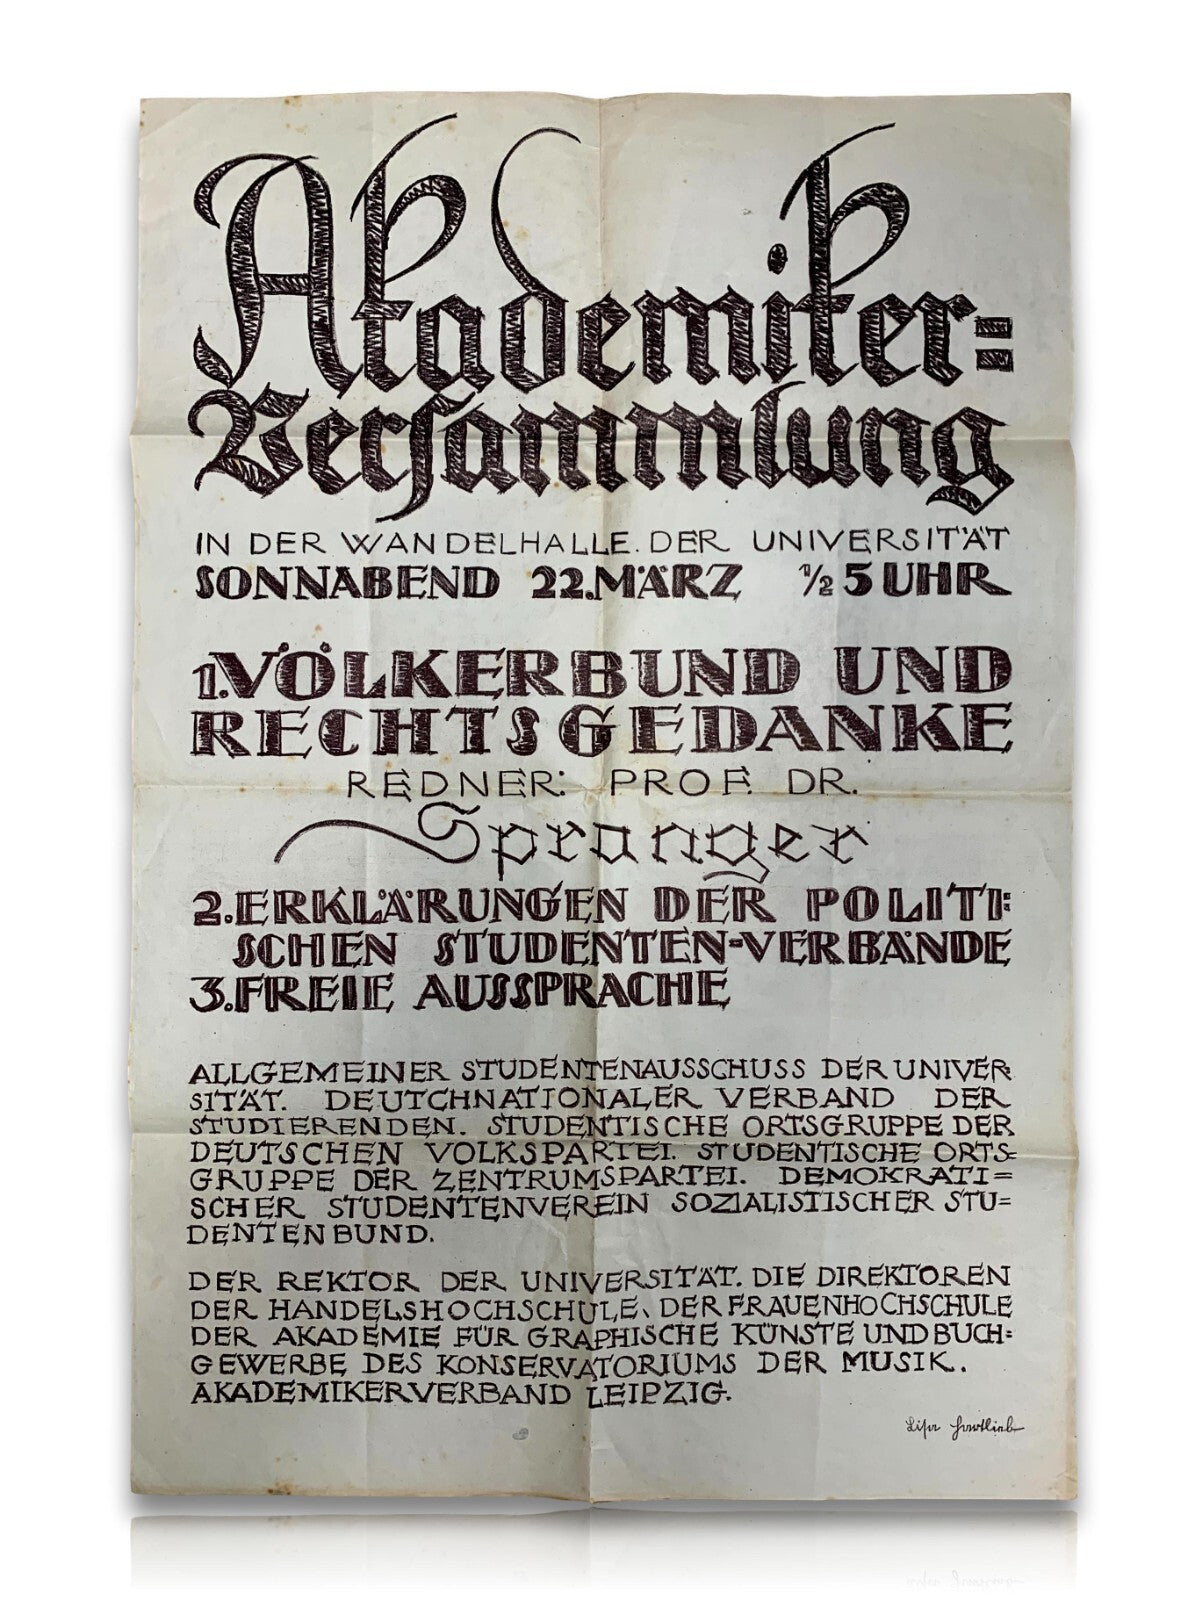 Akademiker=
Versammlung
IN DER WANDELHALLE. DER UNIVERSITÄT
SONNABEND 22. MÄRZ 1/2 5 UHR
1. VÖLKERBUND UND
RECHTSGEDANKE
REDNER: PROF. DR.
Spranger
2. ERKLÄRUNGEN DER POLITI=
SCHEN STUDENTEN=VERBÄNDE
3. FREIE AUSSPRACHE
ALLGEMEINER STUDENTENAUSSCHUSS DER UNIVER=
SITÄT. DEUTCHNATIONALER VERBAND DER
STUDIERENDEN. STUDENTISCHE ORTSGRUPPE DER
DEUTSCHEN VOLKSPARTEI. STUDENTISCHE ORTS=
GRUPPE DER ZENTRUMSPARTEI. DEMOKRATI=
SCHER STUDENTENVEREIN SOZIALISTISCHER STU=
DENTENBUND.
DER REKTOR DER UNIVERSITÄT. DIE DIREKTOREN
DER HANDELSHOCHSCHULE, DER FRAUENHOCHSCHULE
DER AKADEMIE FÜR GRAPHISCHE KÜNSTE UND BUCH=
GEWERBE DES KONSERVATORIUMS DER MUSIK.
AKADEMIKERVERBAND LEIPZIG.
Lisa Hartlieb